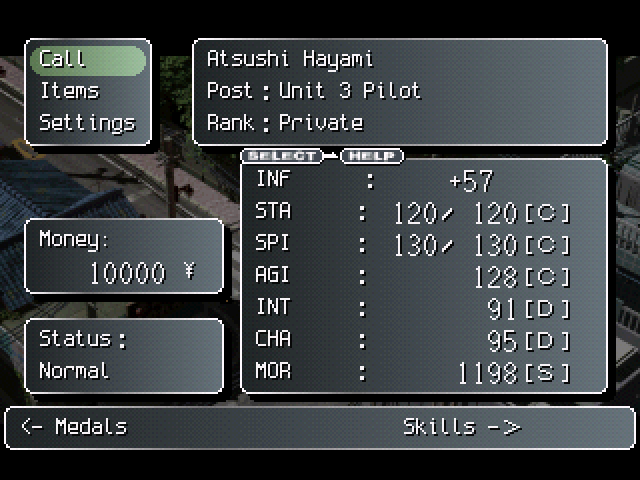 Call
Items
Settings
Atsushi Hayami
Post : Unit 3 Pilot
Rank : Private
SELECT HELP
INF : +57
STA : 120/ 120[C]
SPI : 130/ 130[C]
AGI : 128[C]
INT : 91[D]
CHA : 95[D]
MOR : 1198[S]
Money:
10000 ¥
Status :
Normal
<- Medals
Skills ->